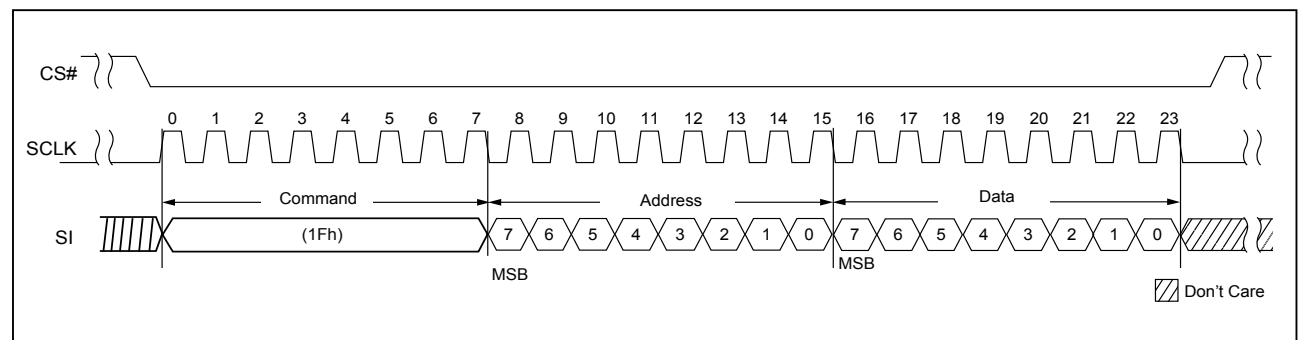 CS#
0 1 2 3 4 5 6 7 8 9 10 11 12 13 14 15 16 17 18 19 20 21 22 23
SCLK
Command Address Data
SI (1Fh) 7 6 5 4 3 2 1 0 7 6 5 4 3 2 1 0
MSB MSB
Don't Care